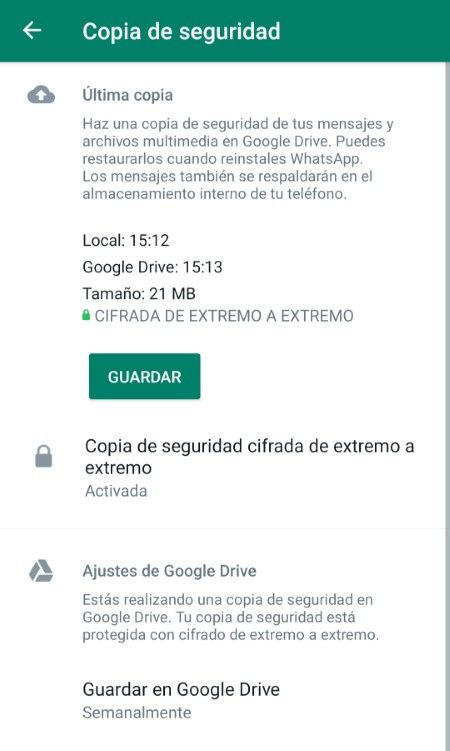 Copia de seguridad
Última copia
Haz una copia de seguridad de tus mensajes y
archivos multimedia en Google Drive. Puedes
restaurarlos cuando reinstales WhatsApp.
Los mensajes también se respaldarán en el
almacenamiento interno de tu teléfono.
Local: 15:12
Google Drive: 15:13
Tamaño: 21 MB
CIFRADA DE EXTREMO A EXTREMO
GUARDAR
Copia de seguridad cifrada de extremo a
extremo
Activada
Ajustes de Google Drive
Estás realizando una copia de seguridad en
Google Drive. Tu copia de seguridad está
protegida con cifrado de extremo a extremo.
Guardar en Google Drive
Semanalmente